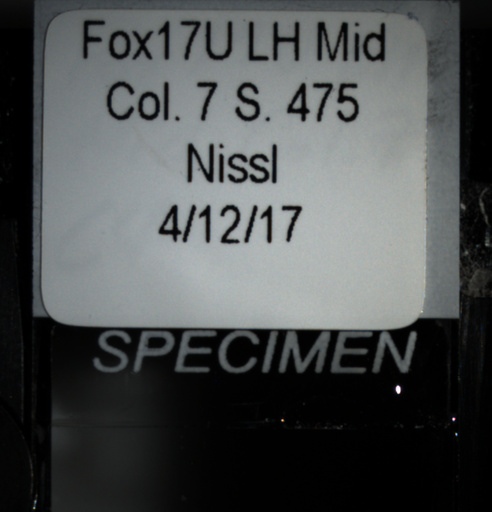 Fox17U LH Mid
Col. 7 S. 475
Nissl
4/12/17
SPECIMEN